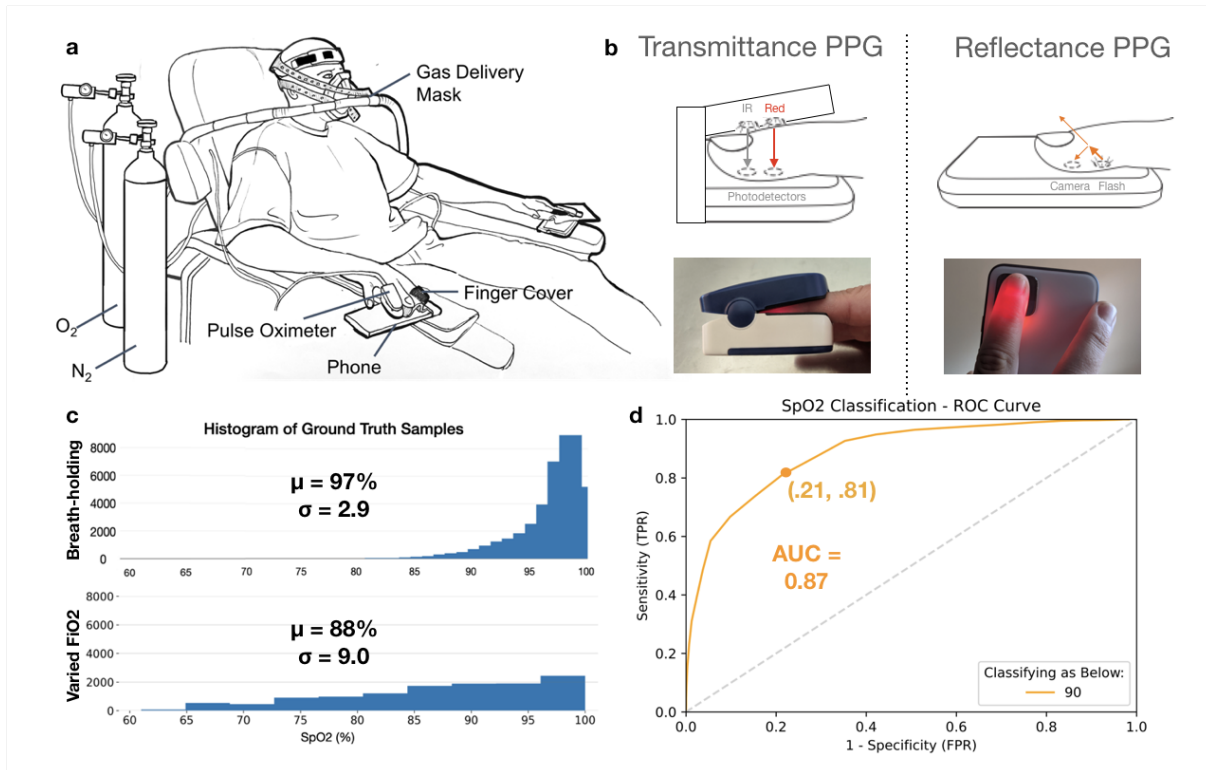 a
Gas Delivery
Mask
O2
N2
Pulse Oximeter
Finger Cover
Phone
b
Transmittance PPG
Reflectance PPG
IR
Red
Photodetectors
Camera
Flash
c
Histogram of Ground Truth Samples
Breath-holding
8000
6000
4000
2000
0
μ = 97%
σ = 2.9
60
65
70
75
80
85
90
95
100
Varied FiO2
8000
6000
4000
2000
0
μ = 88%
σ = 9.0
60
65
70
75
80
85
90
95
100
SpO2 (%)
d
SpO2 Classification - ROC Curve
Sensitivity (TPR)
1.0
0.8
0.6
0.4
0.2
0.0
(.21, .81)
AUC =
0.87
Classifying as Below:
90
0.0
0.2
0.4
0.6
0.8
1.0
1 - Specificity (FPR)